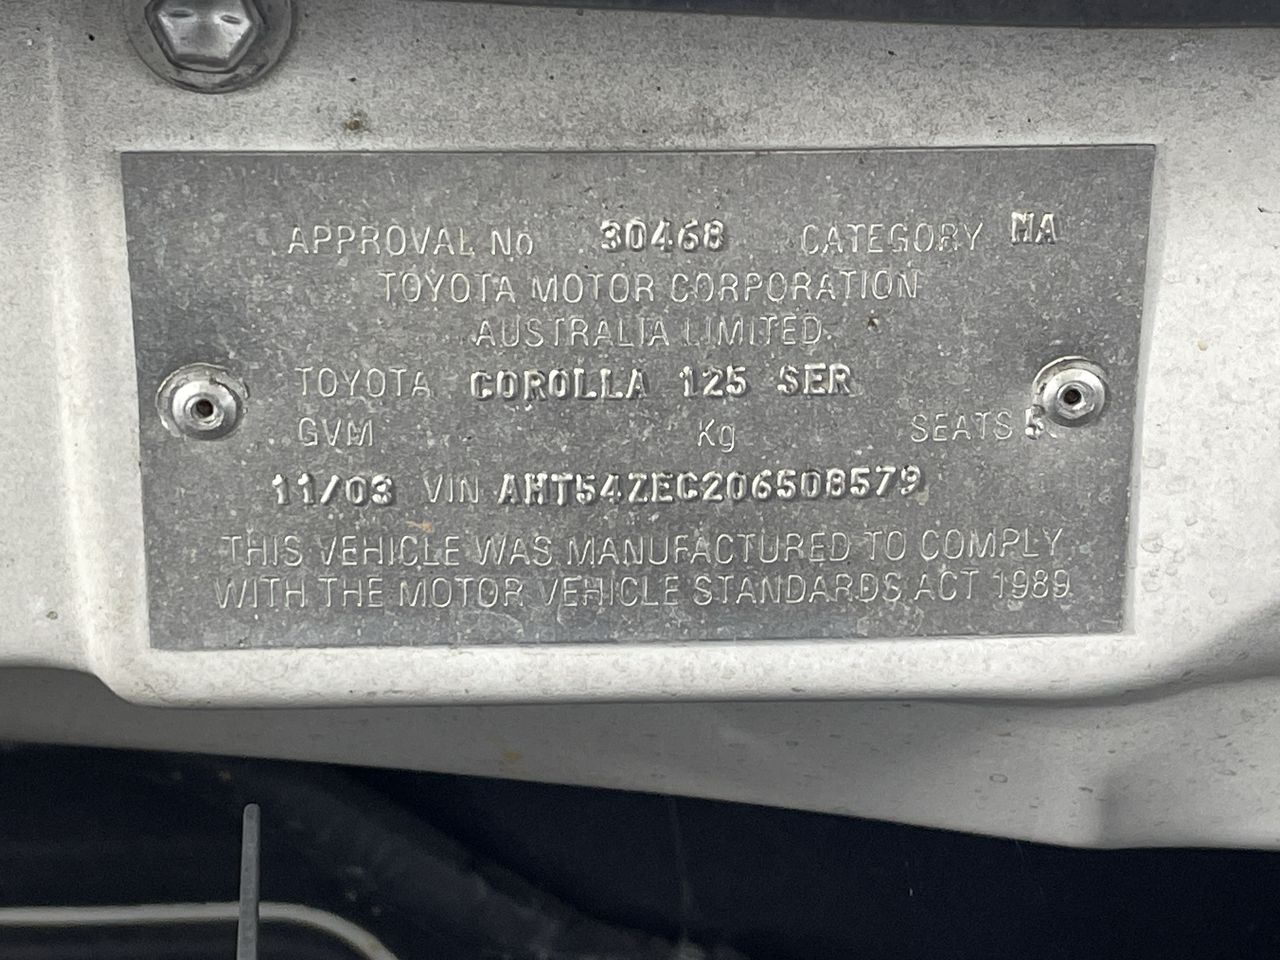 APPROVAL No 30468 CATEGORY MA
TOYOTA MOTOR CORPORATION
AUSTRALIA LIMITED
TOYOTA COROLLA 125 SER
GVM Kg SEATS 5
11/03 VIN AHT54ZEC206508579
THIS VEHICLE WAS MANUFACTURED TO COMPLY
WITH THE MOTOR VEHICLE STANDARDS ACT 1989